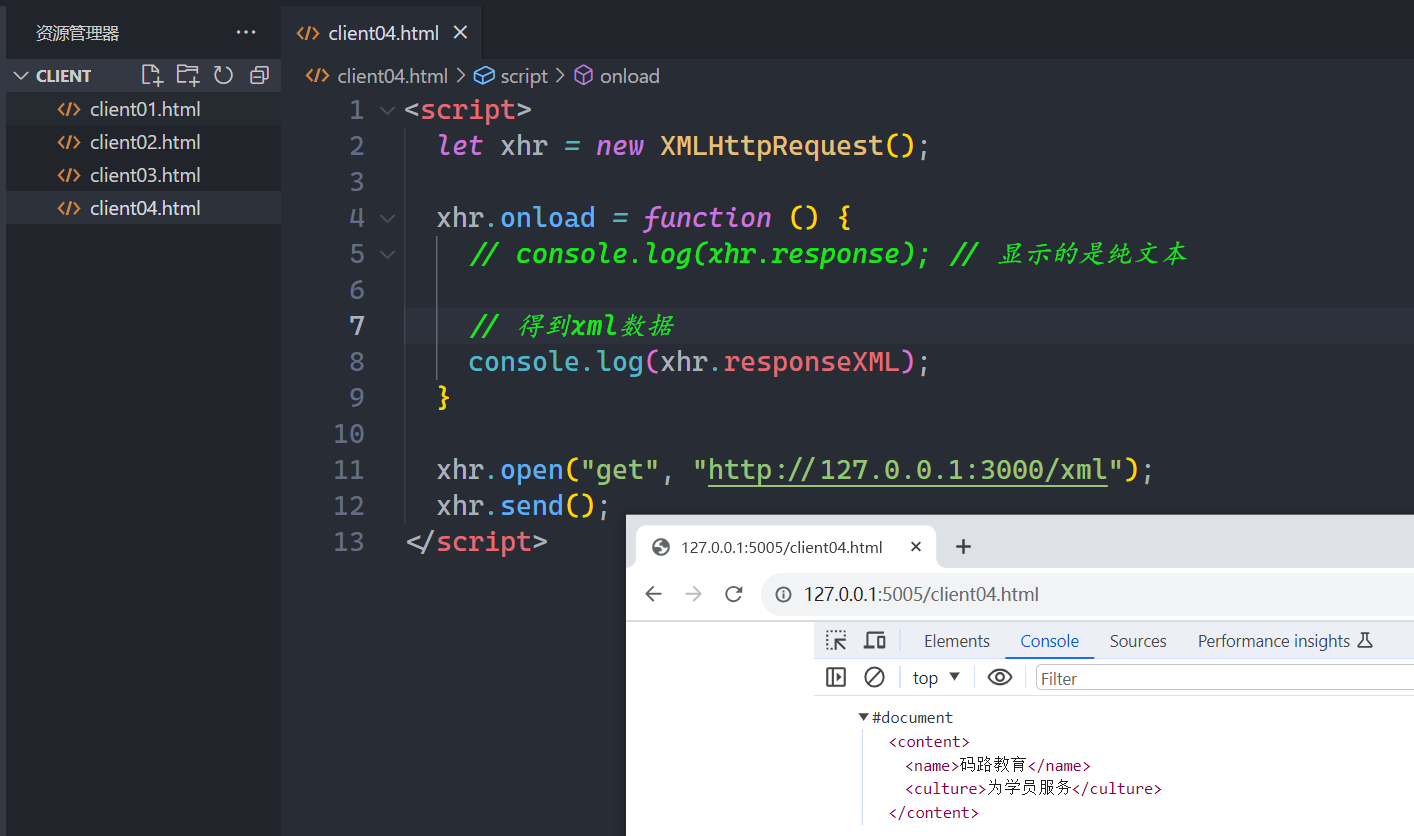 资源管理器 ···
CLIENT
client01.html
client02.html
client03.html
client04.html
client04.html
client04.html > script > onload
1 <script>
2 let xhr = new XMLHttpRequest();
3
4 xhr.onload = function () {
5 // console.log(xhr.response); // 显示的是纯文本
6
7 // 得到xml数据
8 console.log(xhr.responseXML);
9 }
10
11 xhr.open("get", "http://127.0.0.1:3000/xml");
12 xhr.send();
13 </script>
127.0.0.1:5005/client04.html
127.0.0.1:5005/client04.html
Elements Console Sources Performance insights
top Filter
#document
<content>
<name>码路教育</name>
<culture>为学员服务</culture>
</content>